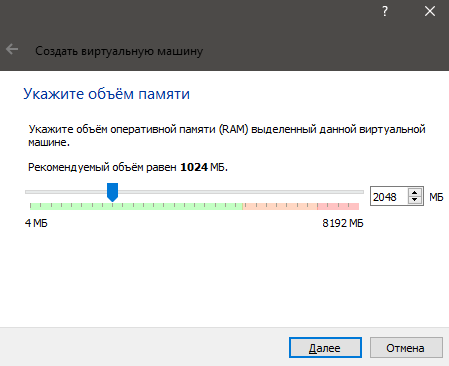 ?
Создать виртуальную машину
Укажите объём памяти
Укажите объём оперативной памяти (RAM) выделенный данной виртуальной
машине.
Рекомендуемый объём равен 1024 МБ.
2048 МБ
4 МБ 8192 МБ
Далее Отмена